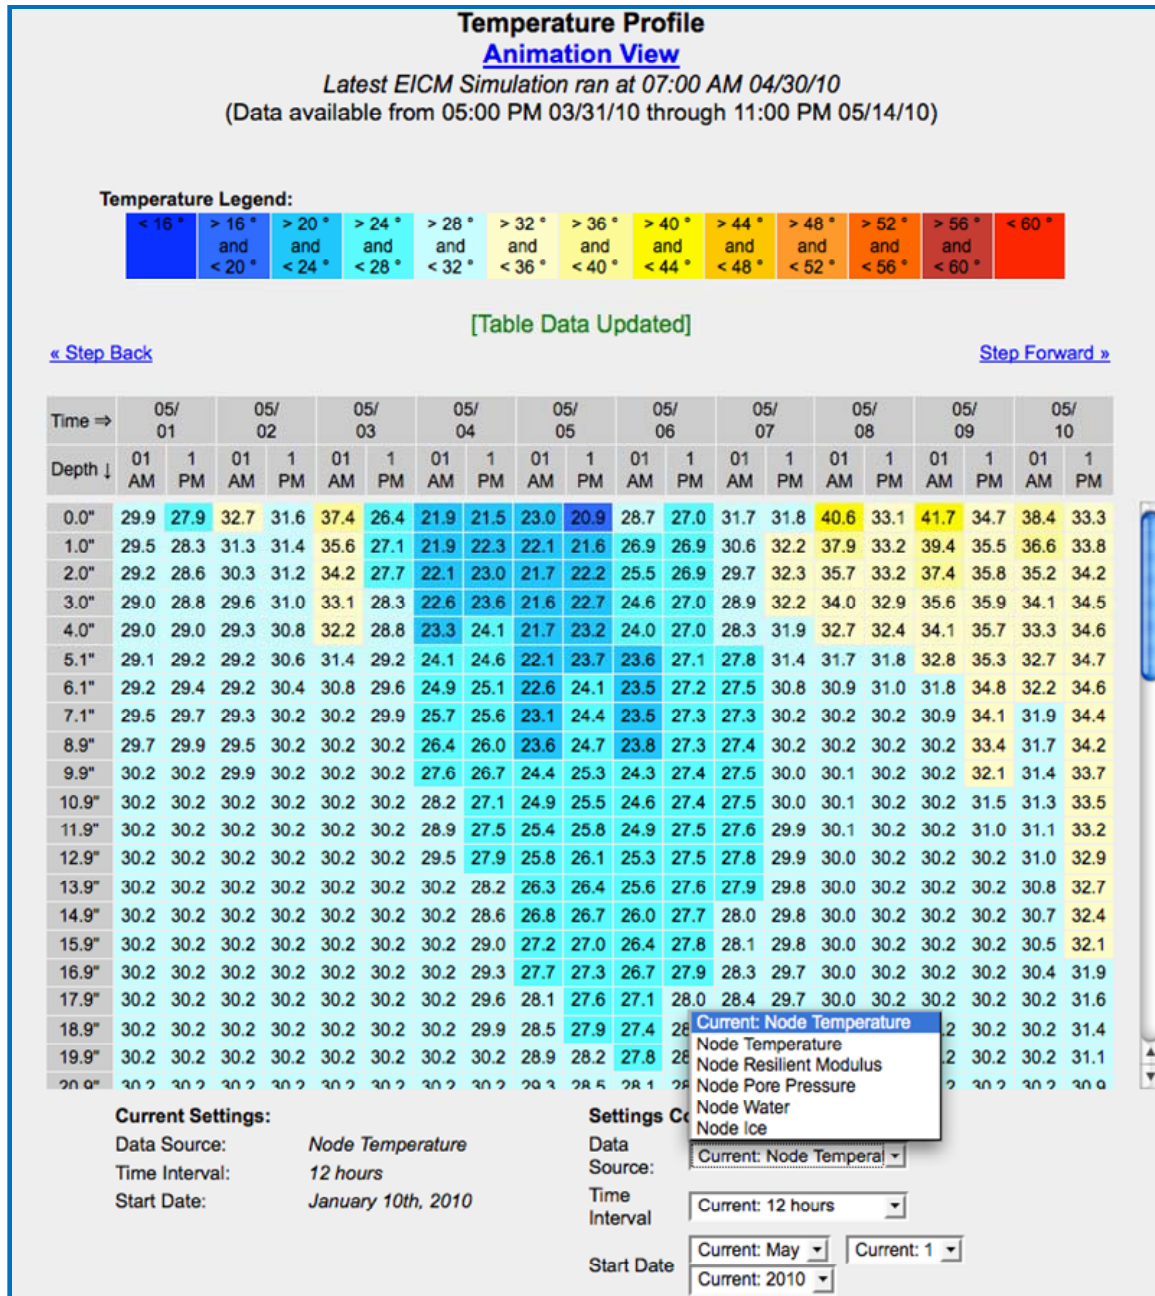 Temperature Profile
Animation View
Latest EICM Simulation ran at 07:00 AM 04/30/10
(Data available from 05:00 PM 03/31/10 through 11:00 PM 05/14/10)
Temperature Legend:
< 16 ° > 16 ° > 20 ° > 24 ° > 28 ° > 32 ° > 36 ° > 40 ° > 44 ° > 48 ° > 52 ° > 56 ° < 60 °
and and and and and and and and and and and
< 20 ° < 24 ° < 28 ° < 32 ° < 36 ° < 40 ° < 44 ° < 48 ° < 52 ° < 56 ° < 60 °
[Table Data Updated]
« Step Back Step Forward »
Time ⇒ 05/ 05/ 05/ 05/ 05/ 05/ 05/ 05/ 05/ 05/
01 02 03 04 05 06 07 08 09 10
Depth ↓ 01 1 01 1 01 1 01 1 01 1 01 1 01 1 01 1 01 1 01 1
AM PM AM PM AM PM AM PM AM PM AM PM AM PM AM PM AM PM AM PM
0.0" 29.9 27.9 32.7 31.6 37.4 26.4 21.9 21.5 23.0 20.9 28.7 27.0 31.7 31.8 40.6 33.1 41.7 34.7 38.4 33.3
1.0" 29.5 28.3 31.3 31.4 35.6 27.1 21.9 22.3 22.1 21.6 26.9 26.9 30.6 32.2 37.9 33.2 39.4 35.5 36.6 33.8
2.0" 29.2 28.6 30.3 31.2 34.2 27.7 22.1 23.0 21.7 22.2 25.5 26.9 29.7 32.3 35.7 33.2 37.4 35.8 35.2 34.2
3.0" 29.0 28.8 29.6 31.0 33.1 28.3 22.6 23.6 21.6 22.7 24.6 27.0 28.9 32.2 34.0 32.9 35.6 35.9 34.1 34.5
4.0" 29.0 29.0 29.3 30.8 32.2 28.8 23.3 24.1 21.7 23.2 24.0 27.0 28.3 31.9 32.7 32.4 34.1 35.7 33.3 34.6
5.1" 29.1 29.2 29.2 30.6 31.4 29.2 24.1 24.6 22.1 23.7 23.6 27.1 27.8 31.4 31.7 31.8 32.8 35.3 32.7 34.7
6.1" 29.2 29.4 29.2 30.4 30.8 29.6 24.9 25.1 22.6 24.1 23.5 27.2 27.5 30.8 30.9 31.0 31.8 34.8 32.2 34.6
7.1" 29.5 29.7 29.3 30.2 30.2 29.9 25.7 25.6 23.1 24.4 23.5 27.3 27.3 30.2 30.2 30.2 30.9 34.1 31.9 34.4
8.9" 29.7 29.9 29.5 30.2 30.2 30.2 26.4 26.0 23.6 24.7 23.8 27.3 27.4 30.2 30.2 30.2 30.2 33.4 31.7 34.2
9.9" 30.2 30.2 29.9 30.2 30.2 30.2 27.6 26.7 24.4 25.3 24.3 27.4 27.5 30.0 30.1 30.2 30.2 32.1 31.4 33.7
10.9" 30.2 30.2 30.2 30.2 30.2 30.2 28.2 27.1 24.9 25.5 24.6 27.4 27.5 30.0 30.1 30.2 30.2 31.5 31.3 33.5
11.9" 30.2 30.2 30.2 30.2 30.2 30.2 28.9 27.5 25.4 25.8 24.9 27.5 27.6 29.9 30.1 30.2 30.2 31.0 31.1 33.2
12.9" 30.2 30.2 30.2 30.2 30.2 30.2 29.5 27.9 25.8 26.1 25.3 27.5 27.8 29.9 30.0 30.2 30.2 30.2 31.0 32.9
13.9" 30.2 30.2 30.2 30.2 30.2 30.2 30.2 28.2 26.3 26.4 25.6 27.6 27.9 29.8 30.0 30.2 30.2 30.2 30.8 32.7
14.9" 30.2 30.2 30.2 30.2 30.2 30.2 30.2 28.6 26.8 26.7 26.0 27.7 28.0 29.8 30.0 30.2 30.2 30.2 30.7 32.4
15.9" 30.2 30.2 30.2 30.2 30.2 30.2 30.2 29.0 27.2 27.0 26.4 27.8 28.1 29.8 30.0 30.2 30.2 30.2 30.5 32.1
16.9" 30.2 30.2 30.2 30.2 30.2 30.2 30.2 29.3 27.7 27.3 26.7 27.9 28.3 29.7 30.0 30.2 30.2 30.2 30.4 31.9
17.9" 30.2 30.2 30.2 30.2 30.2 30.2 30.2 29.6 28.1 27.6 27.1 28.0 28.4 29.7 30.0 30.2 30.2 30.2 30.2 31.6
18.9" 30.2 30.2 30.2 30.2 30.2 30.2 30.2 29.9 28.5 27.9 27.4 28 .2 30.2 30.2 31.4
19.9" 30.2 30.2 30.2 30.2 30.2 30.2 30.2 30.2 28.9 28.2 27.8 28 .2 30.2 30.2 31.1
20.9" 30.2 30.2 30.2 30.2 30.2 30.2 30.2 30.2 29.3 28.5 28.1 28 2 30.2 30.2 30.9
Current: Node Temperature
Node Temperature
Node Resilient Modulus
Node Pore Pressure
Node Water
Node Ice
Current Settings:
Data Source: Node Temperature
Time Interval: 12 hours
Start Date: January 10th, 2010
Settings Co
Data Source: Current: Node Tempera
Time Interval Current: 12 hours
Start Date Current: May Current: 1
Current: 2010